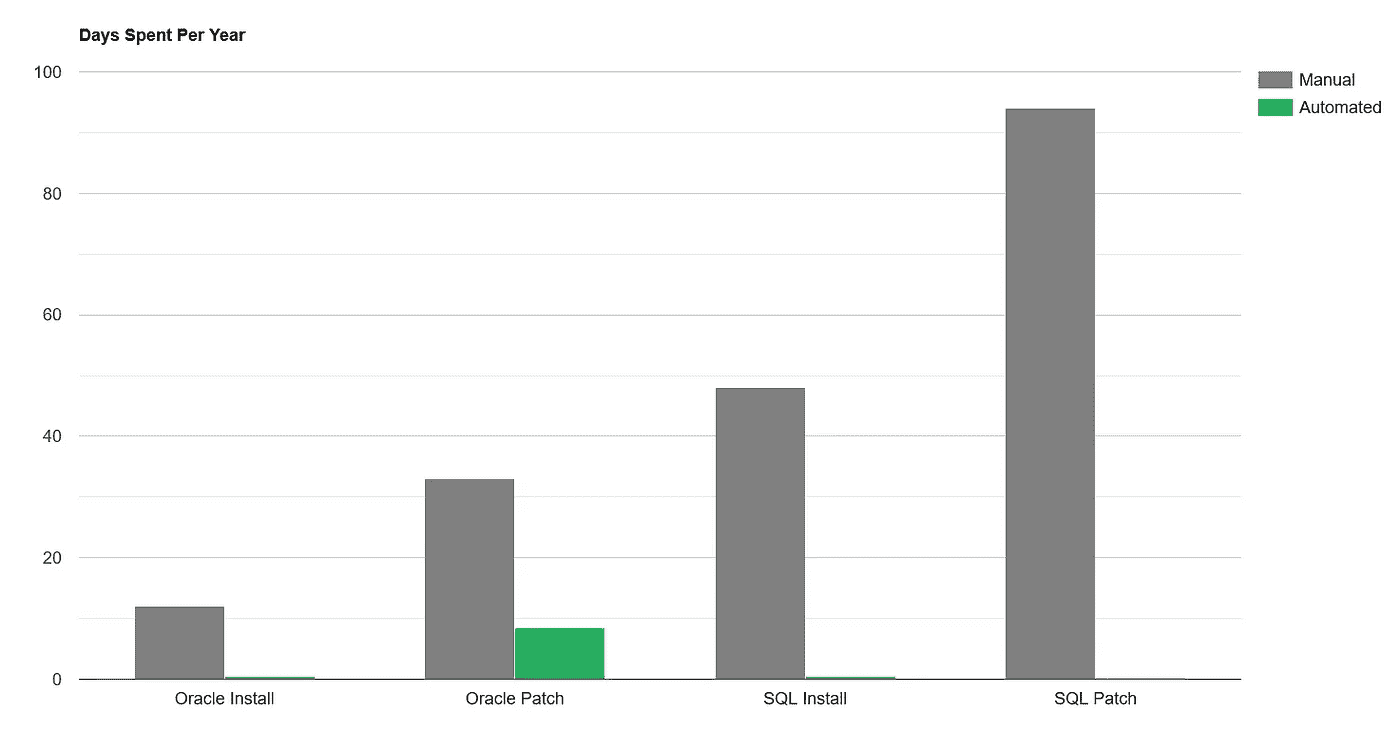 Days Spent Per Year
100
80
60
40
20
0
Oracle Install
Oracle Patch
SQL Install
SQL Patch
Manual
Automated